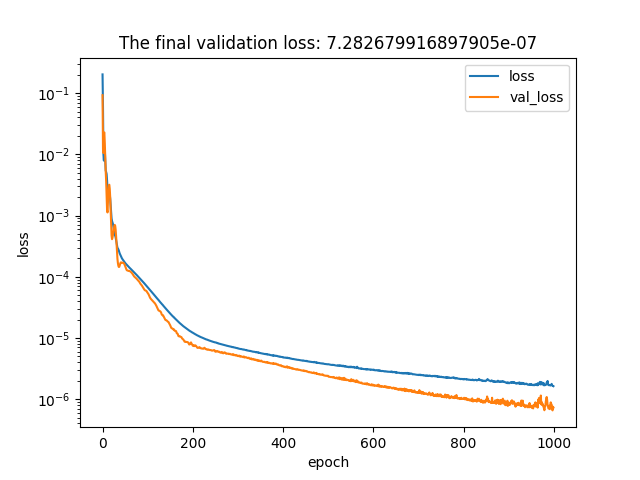 The final validation loss: 7.282679916897905e-07
loss
val_loss
10⁻¹
10⁻²
10⁻³
10⁻⁴
10⁻⁵
10⁻⁶
loss
0 200 400 600 800 1000
epoch